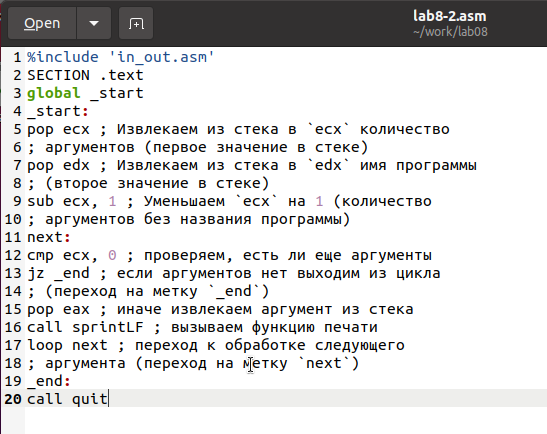 Open
lab8-2.asm
~/work/lab08
1 %include 'in_out.asm'
2 SECTION .text
3 global _start
4 _start:
5 pop ecx ; Извлекаем из стека в `ecx` количество
6 ; аргументов (первое значение в стеке)
7 pop edx ; Извлекаем из стека в `edx` имя программы
8 ; (второе значение в стеке)
9 sub ecx, 1 ; Уменьшаем `ecx` на 1 (количество
10 ; аргументов без названия программы)
11 next:
12 cmp ecx, 0 ; проверяем, есть ли еще аргументы
13 jz _end ; если аргументов нет выходим из цикла
14 ; (переход на метку `_end`)
15 pop eax ; иначе извлекаем аргумент из стека
16 call sprintLF ; вызываем функцию печати
17 loop next ; переход к обработке следующего
18 ; аргумента (переход на метку `next`)
19 _end:
20 call quit